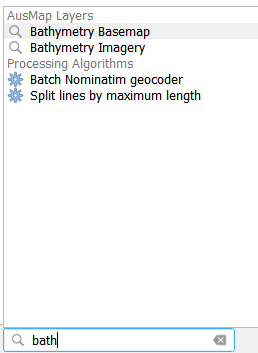 AusMap Layers
Bathymetry Basemap
Bathymetry Imagery
Processing Algorithms
Batch Nominatim geocoder
Split lines by maximum length
bath